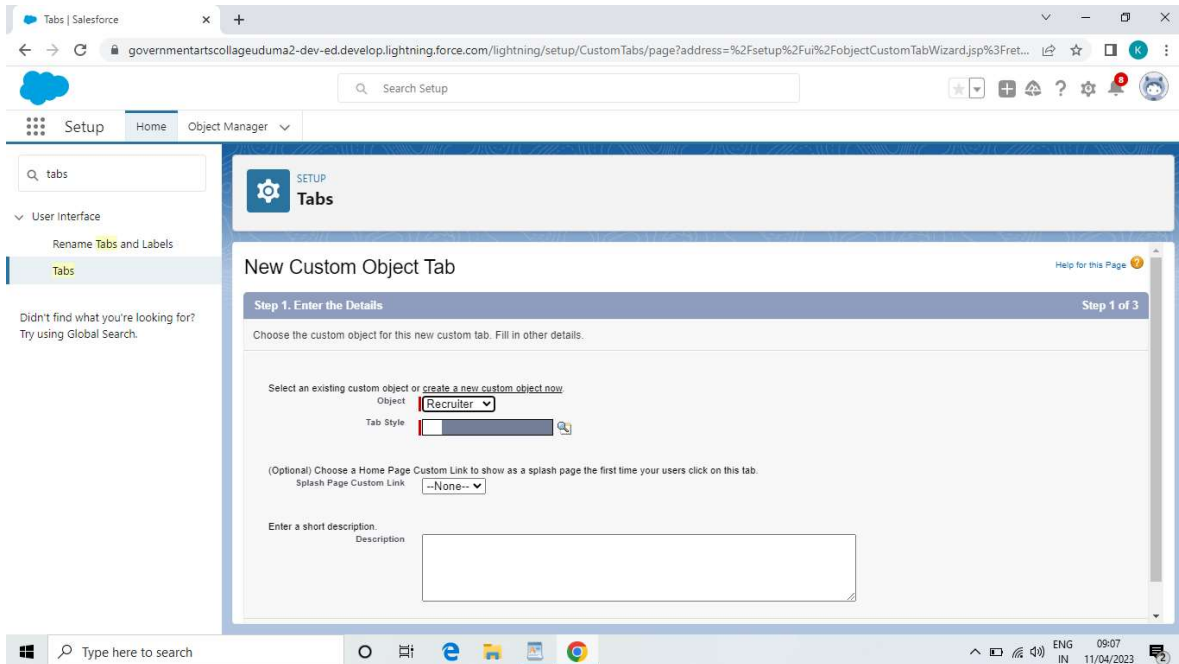 Tabs | Salesforce
governmentartscollageuduma2-dev-ed.develop.lightning.force.com/lightning/setup/CustomTabs/page?address=%2Fsetup%2Fui%2FobjectCustomTabWizard.jsp%3Fret...
K
Search Setup
8
Setup
Home
Object Manager
tabs
User Interface
Rename Tabs and Labels
Tabs
Didn't find what you're looking for?
Try using Global Search.
SETUP
Tabs
New Custom Object Tab
Help for this Page
Step 1. Enter the Details
Step 1 of 3
Choose the custom object for this new custom tab. Fill in other details.
Select an existing custom object or create a new custom object now.
Object
Recruiter
Tab Style
(Optional) Choose a Home Page Custom Link to show as a splash page the first time your users click on this tab.
Splash Page Custom Link
--None--
Enter a short description.
Description
Type here to search
ENG
IN
09:07
11/04/2023
2